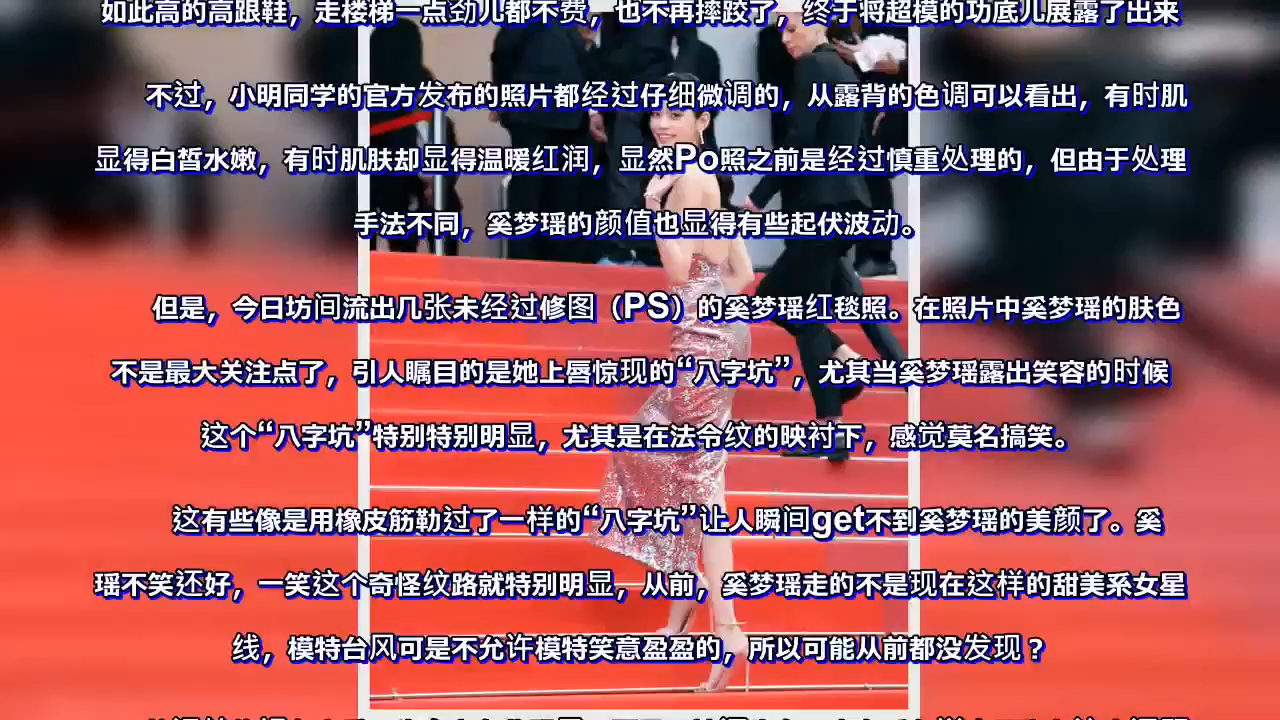 如此高的高跟鞋，走楼梯一点劲儿都不费，也不再摔跤了，终于将超模的功底儿展露了出来
不过，小明同学的官方发布的照片都经过仔细微调的，从露背的色调可以看出，有时肌
显得白皙水嫩，有时肌肤却显得温暖红润，显然Po照之前是经过慎重处理的，但由于处理
手法不同，奚梦瑶的颜值也显得有些起伏波动。
但是，今日坊间流出几张未经过修图（PS）的奚梦瑶红毯照。在照片中奚梦瑶的肤色
不是最大关注点了，引人瞩目的是她上唇惊现的“八字坑”，尤其当奚梦瑶露出笑容的时候
这个“八字坑”特别特别明显，尤其是在法令纹的映衬下，感觉莫名搞笑。
这有些像是用橡皮筋勒过了一样的“八字坑”让人瞬间get不到奚梦瑶的美颜了。奚
瑶不笑还好，一笑这个奇怪纹路就特别明显，从前，奚梦瑶走的不是现在这样的甜美系女星
线，模特台风可是不允许模特笑意盈盈的，所以可能从前都没发现？